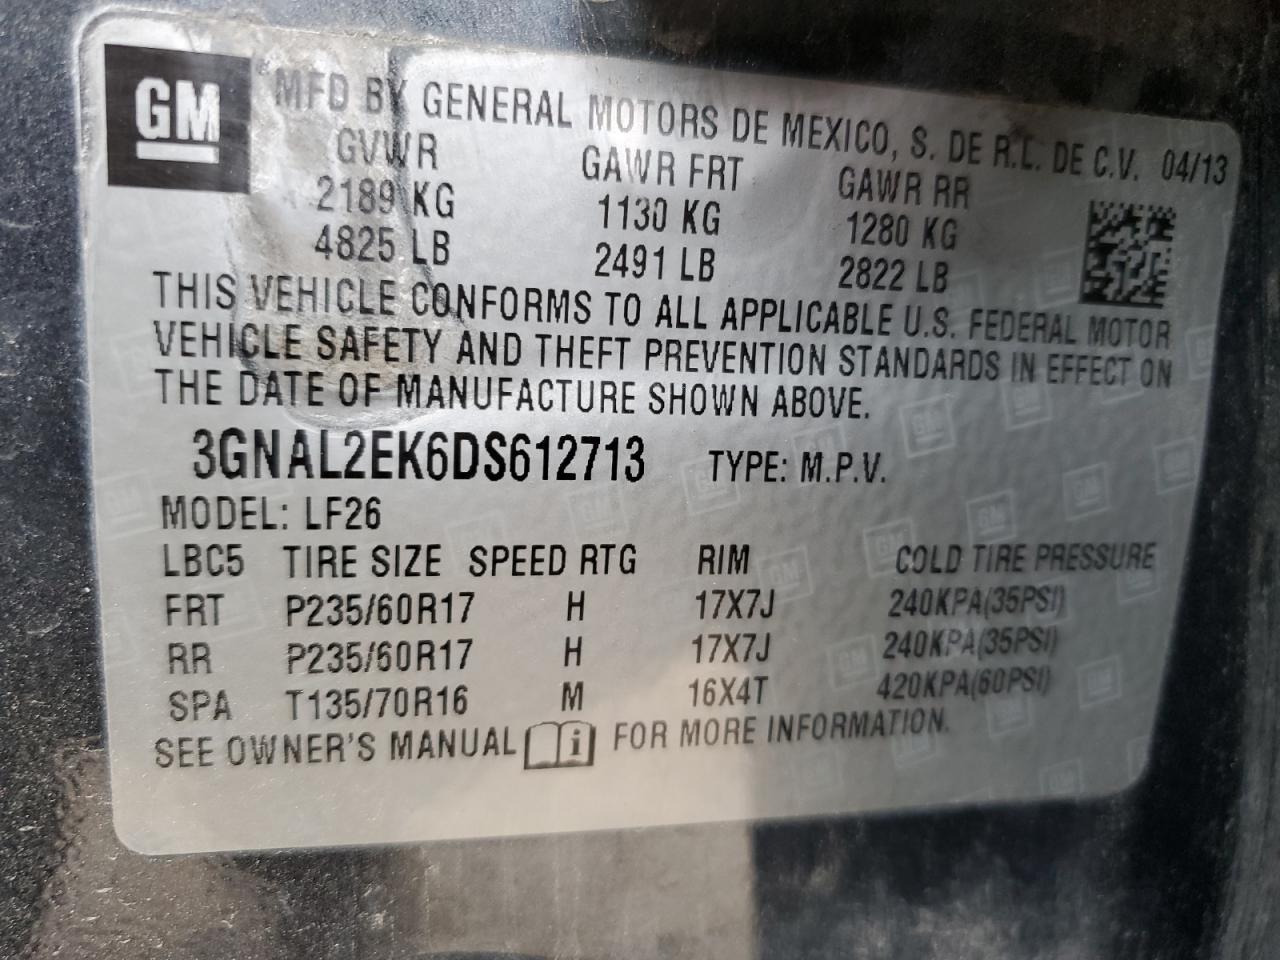 GM
MFD BY GENERAL MOTORS DE MEXICO, S. DE R.L. DE C.V. 04/13
GVWR GAWR FRT GAWR RR
2189 KG 1130 KG 1280 KG
4825 LB 2491 LB 2822 LB
THIS VEHICLE CONFORMS TO ALL APPLICABLE U.S. FEDERAL MOTOR
VEHICLE SAFETY AND THEFT PREVENTION STANDARDS IN EFFECT ON
THE DATE OF MANUFACTURE SHOWN ABOVE.
3GNAL2EK6DS612713 TYPE: M.P.V.
MODEL: LF26
LBC5 TIRE SIZE SPEED RTG RIM COLD TIRE PRESSURE
FRT P235/60R17 H 17X7J 240KPA(35PSI)
RR P235/60R17 H 17X7J 240KPA(35PSI)
SPA T135/70R16 M 16X4T 420KPA(60PSI)
SEE OWNER'S MANUAL i FOR MORE INFORMATION.